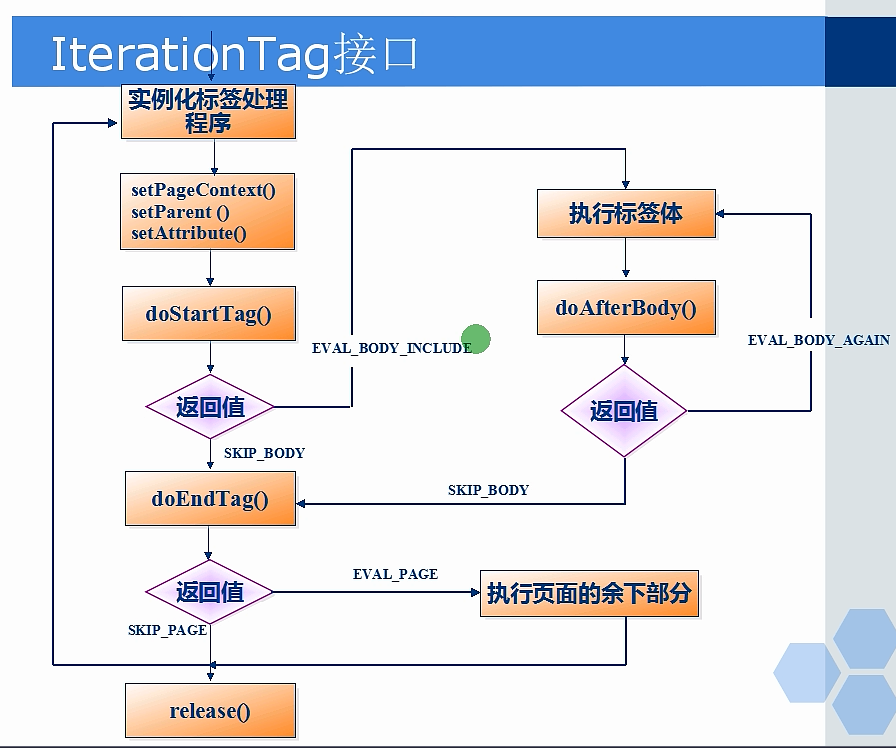 IterationTag接口
实例化标签处理
程序
setPageContext()
setParent ()
setAttribute()
doStartTag()
返回值
EVAL_BODY_INCLUDE
SKIP_BODY
执行标签体
doAfterBody()
EVAL_BODY_AGAIN
返回值
SKIP_BODY
doEndTag()
返回值
EVAL_PAGE
执行页面的余下部分
SKIP_PAGE
release()